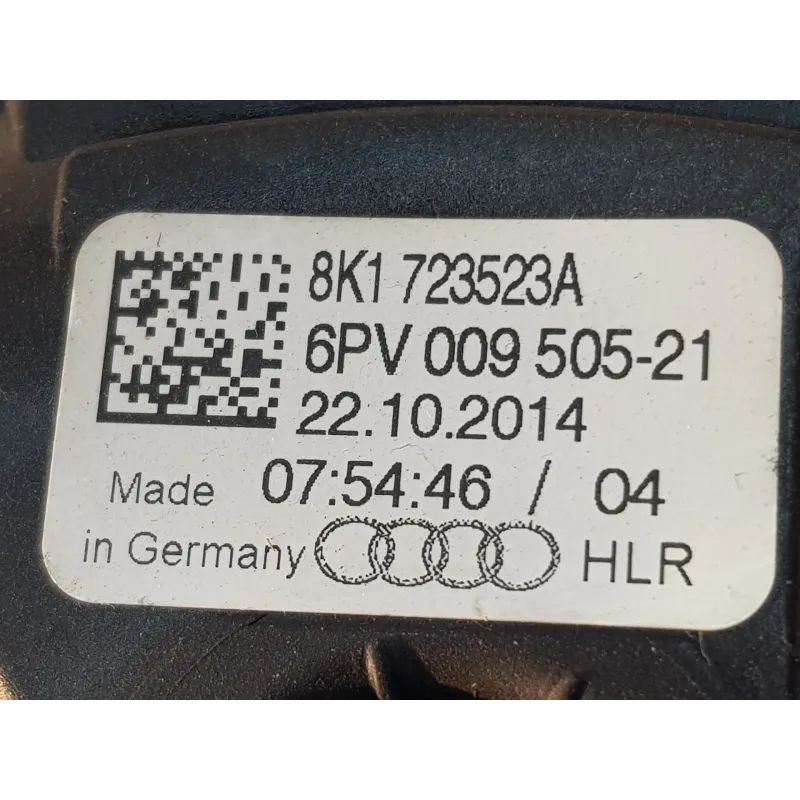 8K1 723523A
6PV 009 505-21
22.10.2014
Made 07:54:46 / 04
in Germany HLR